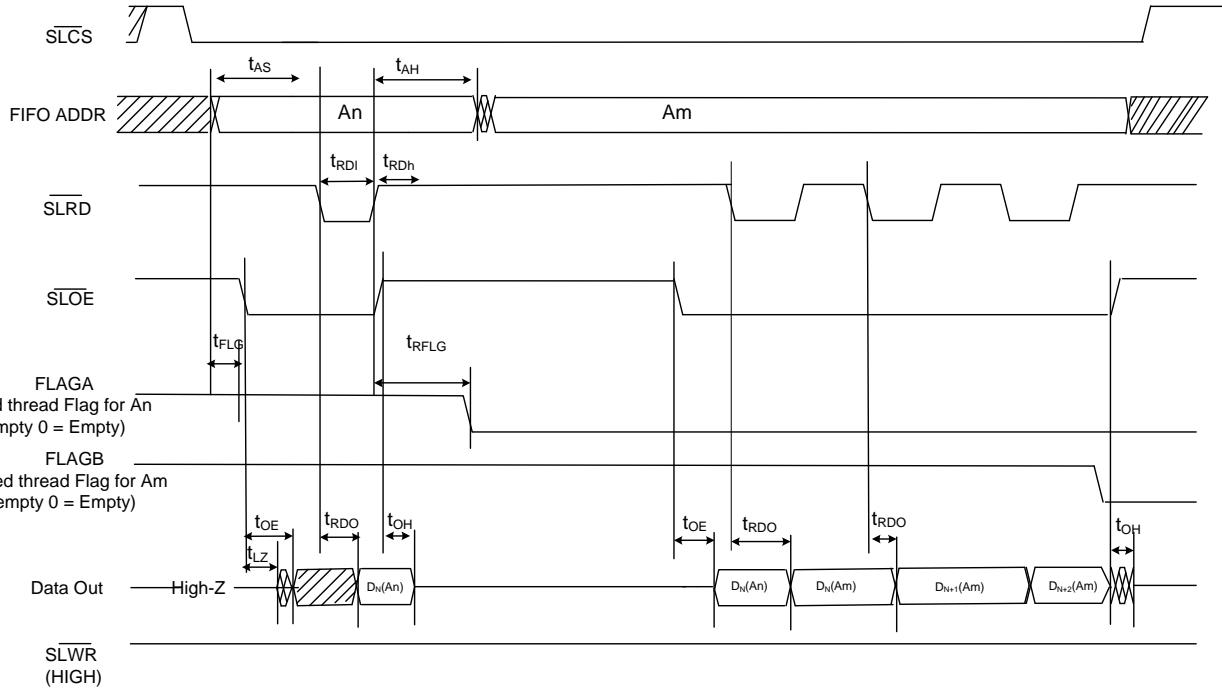 SLCS
tAS
tAH
FIFO ADDR
An
Am
tRDl
tRDh
SLRD
SLOE
tFLG
tRFLG
FLAGA
d thread Flag for An
mpty 0 = Empty)
FLAGB
ed thread Flag for Am
empty 0 = Empty)
tOE
tRDO
tOH
tOE
tRDO
tRDO
tOH
tLZ
Data Out
High-Z
DN(An)
DN(An)
DN(Am)
DN+1(Am)
DN+2(Am)
SLWR
(HIGH)